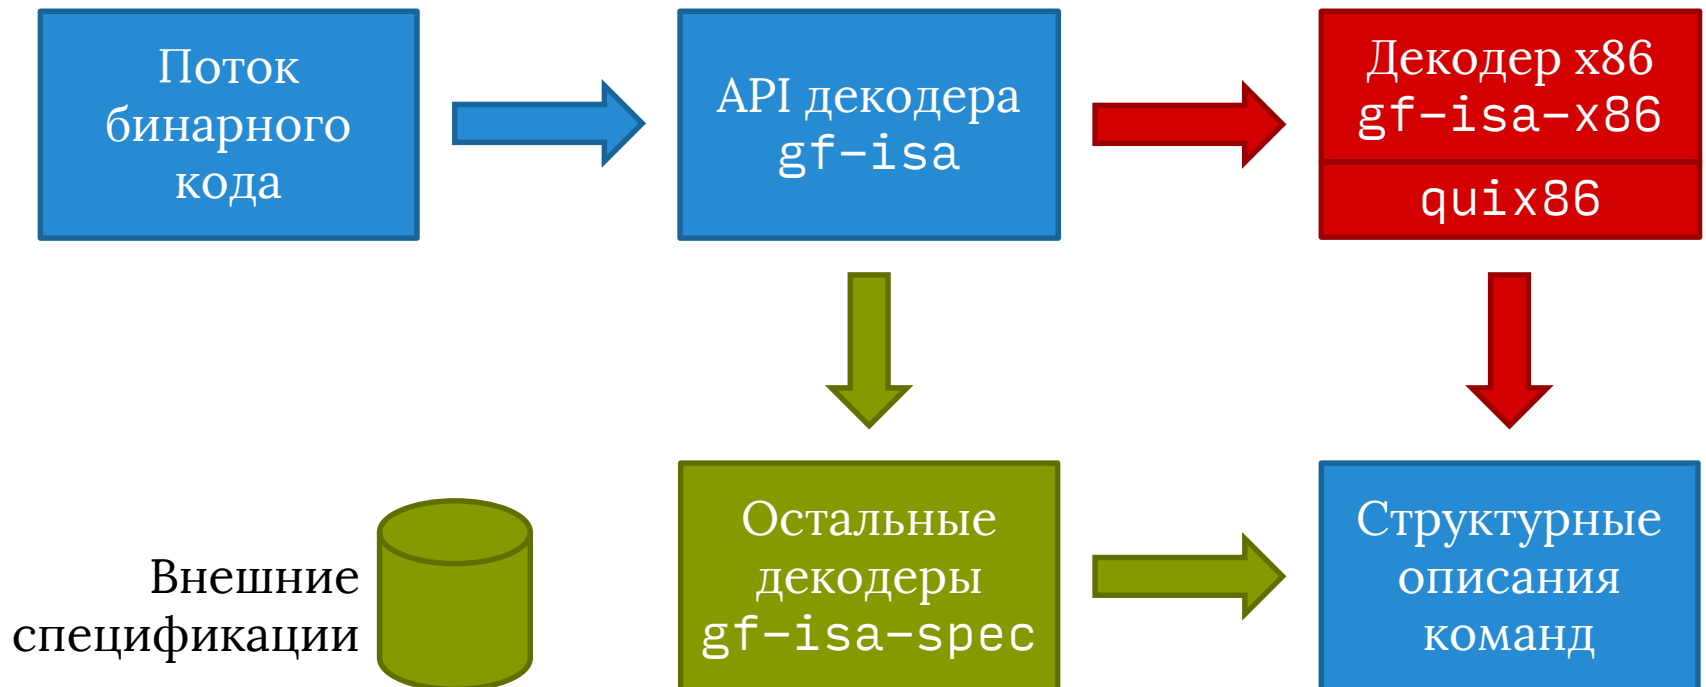 Поток
бинарного
кода
API декодера
gf-isa
Декодер x86
gf-isa-x86
quix86
Внешние
спецификации
Остальные
декодеры
gf-isa-spec
Структурные
описания
команд